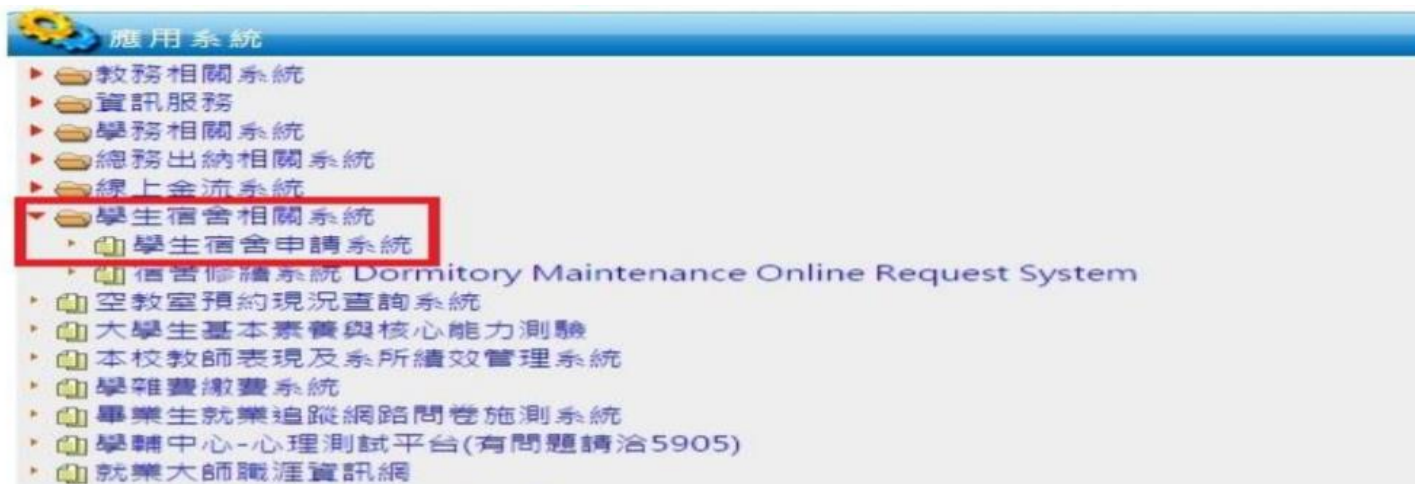 應用系統
教務相關系統
資訊服務
學務相關系統
總務出納相關系統
線上金流系統
學生宿舍相關系統
學生宿舍申請系統
宿舍修繕系統 Dormitory Maintenance Online Request System
空教室預約現況查詢系統
大學生基本素養與核心能力測驗
本校教師表現及系所績效管理系統
學雜費繳費系統
畢業生就業追蹤網路問卷施測系統
學輔中心-心理測試平台(有問題請洽5905)
就業大師職涯資訊網